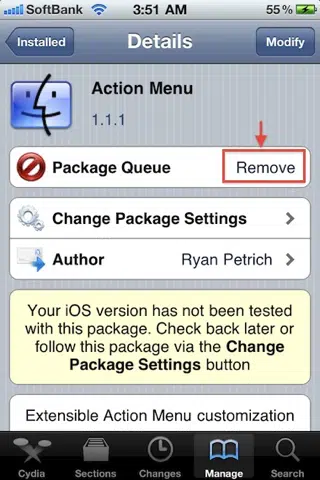 SoftBank 3:51 AM 55%
Installed Details Modify
Action Menu
1.1.1
Package Queue Remove
Change Package Settings
Author Ryan Petrich
Your iOS version has not been tested
with this package. Check back later or
follow this package via the Change
Package Settings button
Extensible Action Menu customization
Cydia Sections Changes Manage Search